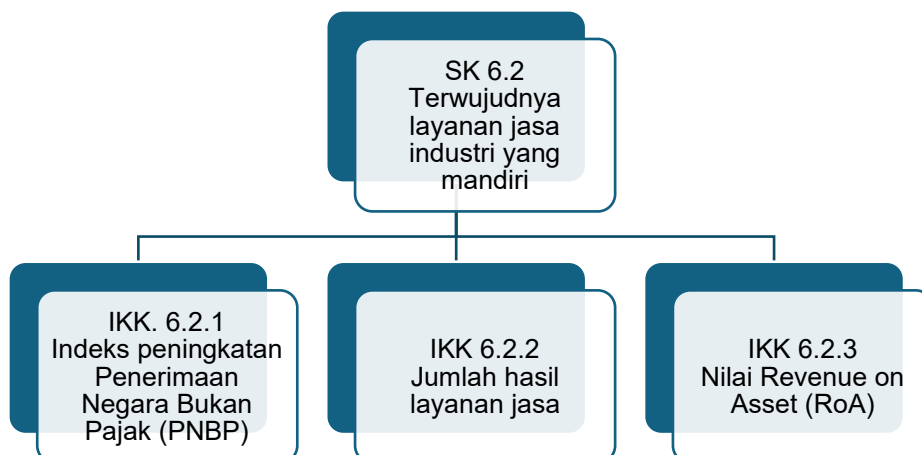 SK 6.2
Terwujudnya
layanan jasa
industri yang
mandiri
IKK. 6.2.1
Indeks peningkatan
Penerimaan
Negara Bukan
Pajak (PNBP)
IKK 6.2.2
Jumlah hasil
layanan jasa
IKK 6.2.3
Nilai Revenue on
Asset (RoA)